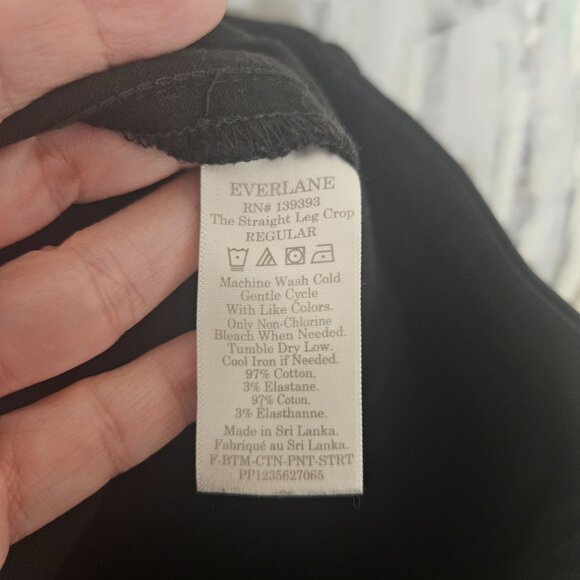 EVERLANE
RN# 139393
The Straight Leg Crop
REGULAR
Machine Wash Cold
Gentle Cycle
With Like Colors.
Only Non-Chlorine
Bleach When Needed.
Tumble Dry Low.
Cool Iron if Needed.
97% Cotton.
3% Elastane.
97% Coton.
3% Elasthanne.
Made in Sri Lanka.
Fabriqué au Sri Lanka.
F-BTM-CTN-PNT-STRT
PP1235627065